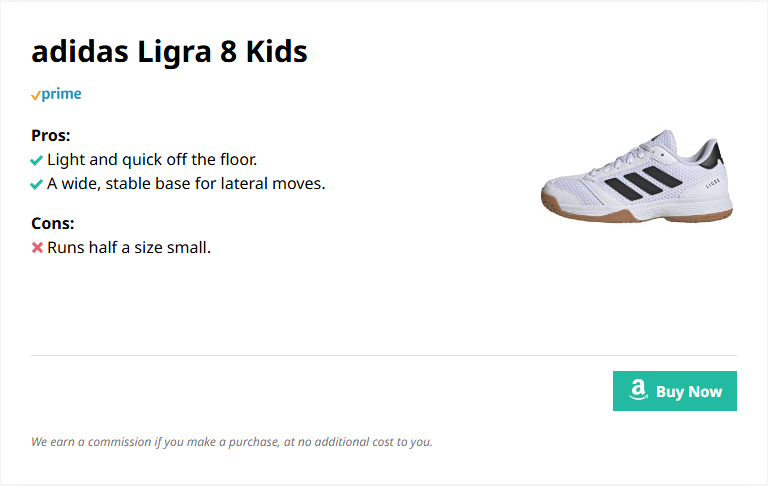 adidas Ligra 8 Kids
prime
Pros:
Light and quick off the floor.
A wide, stable base for lateral moves.
Cons:
Runs half a size small.
LIGRA
Buy Now
We earn a commission if you make a purchase, at no additional cost to you.